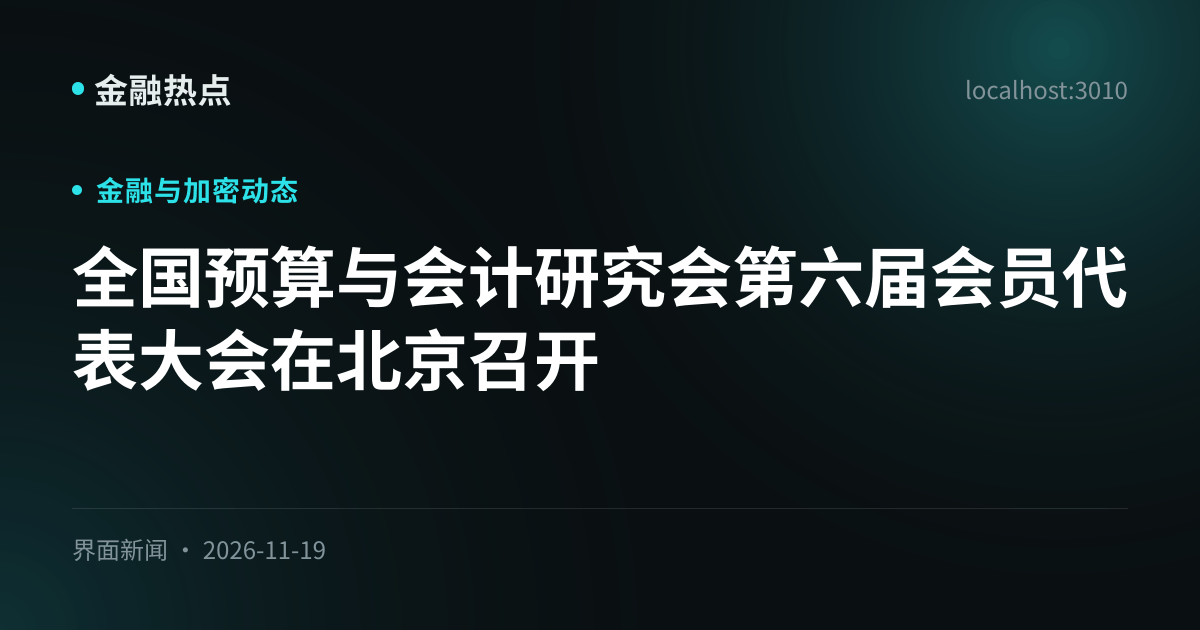 金融热点
localhost:3010
金融与加密动态
全国预算与会计研究会第六届会员代
表大会在北京召开
界面新闻 • 2026-11-19